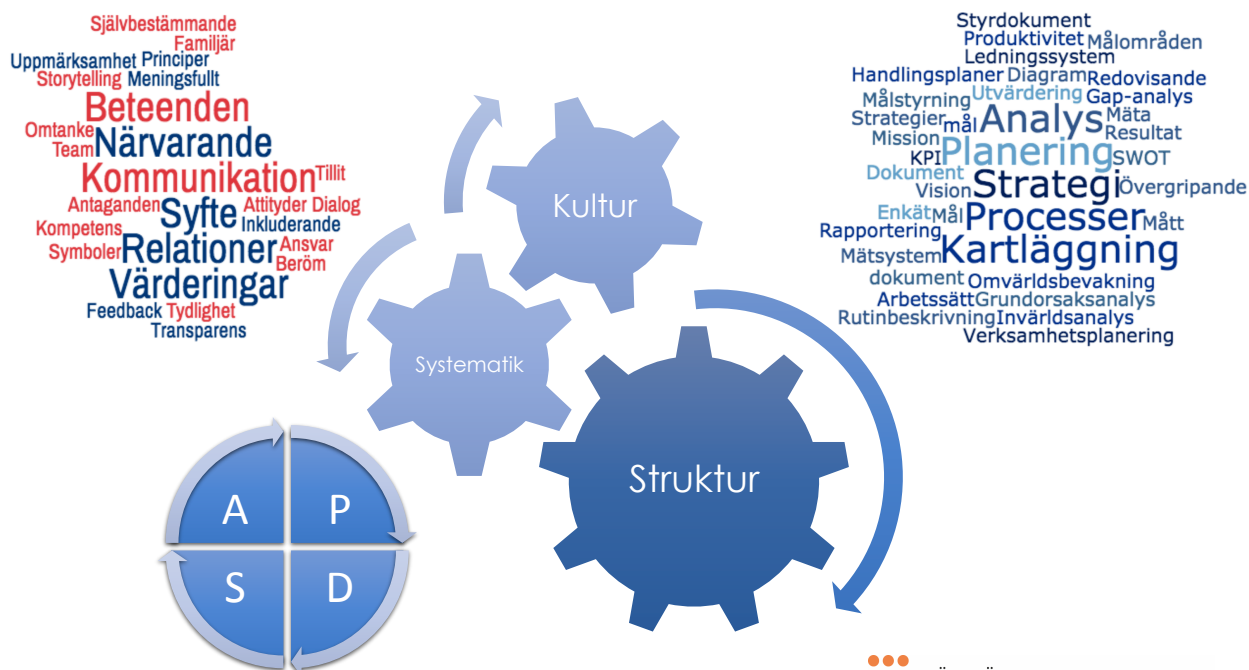 Självbestämmande
Familjär
Uppmärksamhet Principer
Storytelling Meningsfullt
Beteenden
Omtanke Närvarande
Team
Kommunikation Tillit
Antaganden Syfte Attityder Dialog
Kompetens Inkluderande
Symboler Relationer Ansvar
Beröm
Värderingar
Feedback Tydlighet
Transparens
Kultur
Systematik
Struktur
A P
S D
Styrdokument
Produktivitet Målområden
Ledningssystem
Handlingsplaner Diagram Redovisande
Målstyrning Utvärdering Gap-analys
Strategier mål Analys Mäta
Mission Resultat
KPI Planering SWOT
Dokument
Vision Strategi Övergripande
Enkät Mål Processer Mått
Rapportering
Mätsystem Kartläggning
dokument Omvärldsbevakning
Arbetssätt Grundorsaksanalys
Rutinbeskrivning Invärldsanalys
Verksamhetsplanering